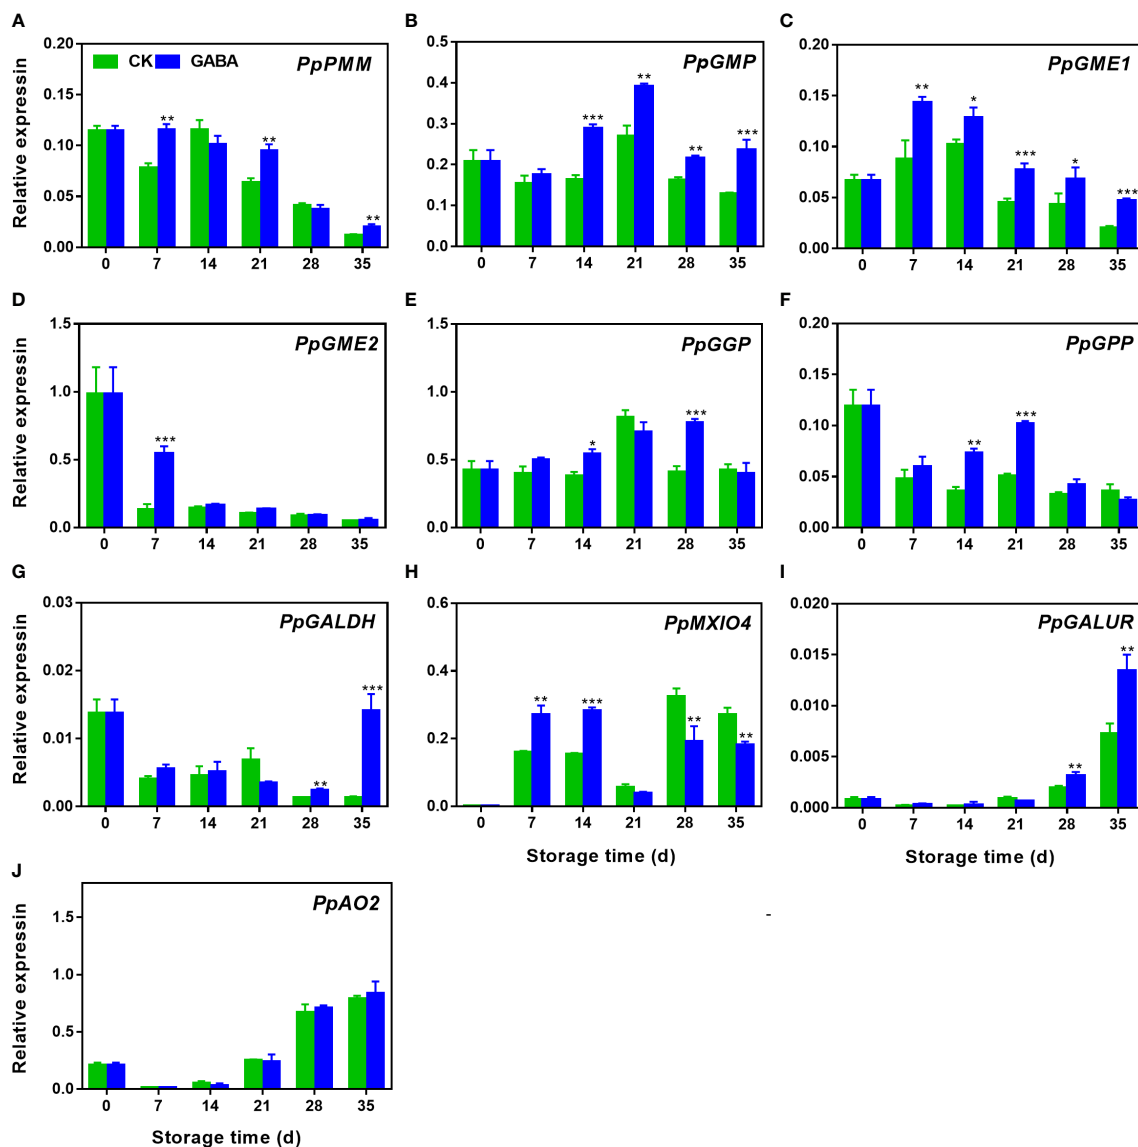 A
B
C
0.20
0.15
0.10
0.05
0.00
Relative expressin
CK GABA
PpPMM
** ** **
0 7 14 21 28 35
0.5
0.4
0.3
0.2
0.1
0.0
PpGMP
*** ** ** ***
0 7 14 21 28 35
0.20
0.15
0.10
0.05
0.00
PpGME1
** * *** * ***
0 7 14 21 28 35
D
E
F
1.5
1.0
0.5
0.0
Relative expressin
PpGME2
***
0 7 14 21 28 35
1.5
1.0
0.5
0.0
PpGGP
* ***
0 7 14 21 28 35
0.20
0.15
0.10
0.05
0.00
PpGPP
** ***
0 7 14 21 28 35
G
H
I
0.03
0.02
0.01
0.00
Relative expressin
PpGALDH
** ***
0 7 14 21 28 35
0.6
0.4
0.2
0.0
PpMXIO4
** *** ** **
0 7 14 21 28 35
Storage time (d)
0.020
0.015
0.010
0.005
0.000
PpGALUR
** **
0 7 14 21 28 35
Storage time (d)
J
1.5
1.0
0.5
0.0
Relative expressin
PpAO2
0 7 14 21 28 35
Storage time (d)
-